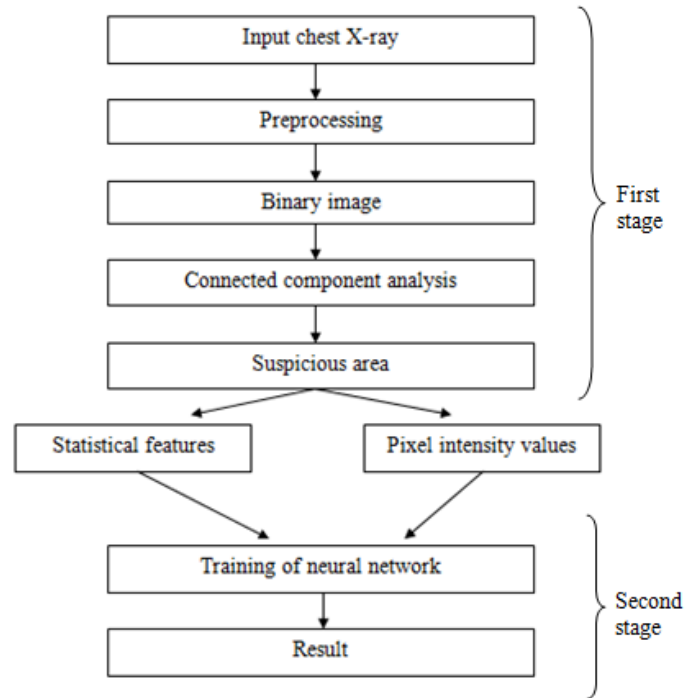 Input chest X-ray
Preprocessing
Binary image
First
stage
Connected component analysis
Suspicious area
Statistical features
Pixel intensity values
Training of neural network
Second
stage
Result